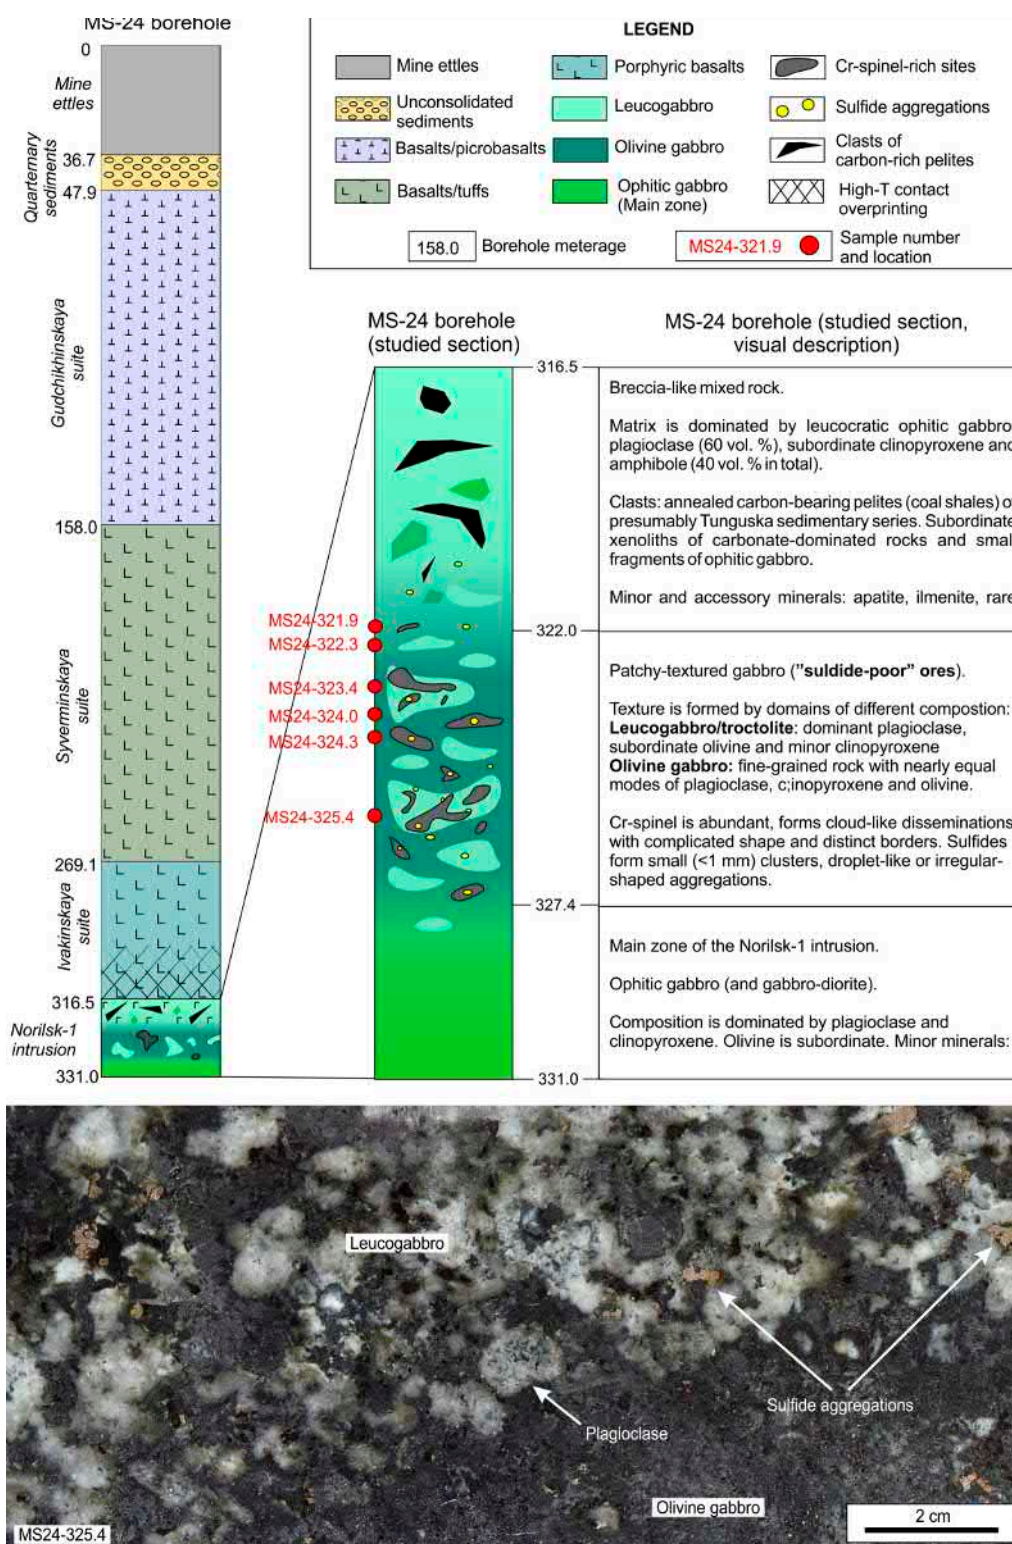 MS-24 borehole
0
Mine
ettles
36.7
Quarternary
sediments
47.9
Gudchikhinskaya
suite
158.0
Syverminskaya
suite
269.1
Ivakinskaya
suite
316.5
Norilsk-1
intrusion
331.0
LEGEND
Mine ettles
Unconsolidated
sediments
Basalts/picrobasalts
Basalts/tuffs
Porphyric basalts
Leucogabbro
Olivine gabbro
Ophitic gabbro
(Main zone)
Cr-spinel-rich sites
Sulfide aggregations
Clasts of
carbon-rich pelites
High-T contact
overprinting
158.0 Borehole meterage
MS24-321.9 Sample number
and location
MS-24 borehole
(studied section)
MS24-321.9
MS24-322.3
MS24-323.4
MS24-324.0
MS24-324.3
MS24-325.4
316.5
322.0
327.4
331.0
MS-24 borehole (studied section,
visual description)
Breccia-like mixed rock.
Matrix is dominated by leucocratic ophitic gabbro
plagioclase (60 vol. %), subordinate clinopyroxene and
amphibole (40 vol. % in total).
Clasts: annealed carbon-bearing pelites (coal shales) of
presumably Tunguska sedimentary series. Subordinate
xenoliths of carbonate-dominated rocks and small
fragments of ophitic gabbro.
Minor and accessory minerals: apatite, ilmenite, rare
Patchy-textured gabbro ("suldide-poor" ores).
Texture is formed by domains of different compostion:
Leucogabbro/troctolite: dominant plagioclase,
subordinate olivine and minor clinopyroxene
Olivine gabbro: fine-grained rock with nearly equal
modes of plagioclase, c;inopyroxene and olivine.
Cr-spinel is abundant, forms cloud-like disseminations
with complicated shape and distinct borders. Sulfides
form small (<1 mm) clusters, droplet-like or irregular-
shaped aggregations.
Main zone of the Norilsk-1 intrusion.
Ophitic gabbro (and gabbro-diorite).
Composition is dominated by plagioclase and
clinopyroxene. Olivine is subordinate. Minor minerals:
Leucogabbro
Plagioclase
Sulfide aggregations
Olivine gabbro
2 cm
MS24-325.4